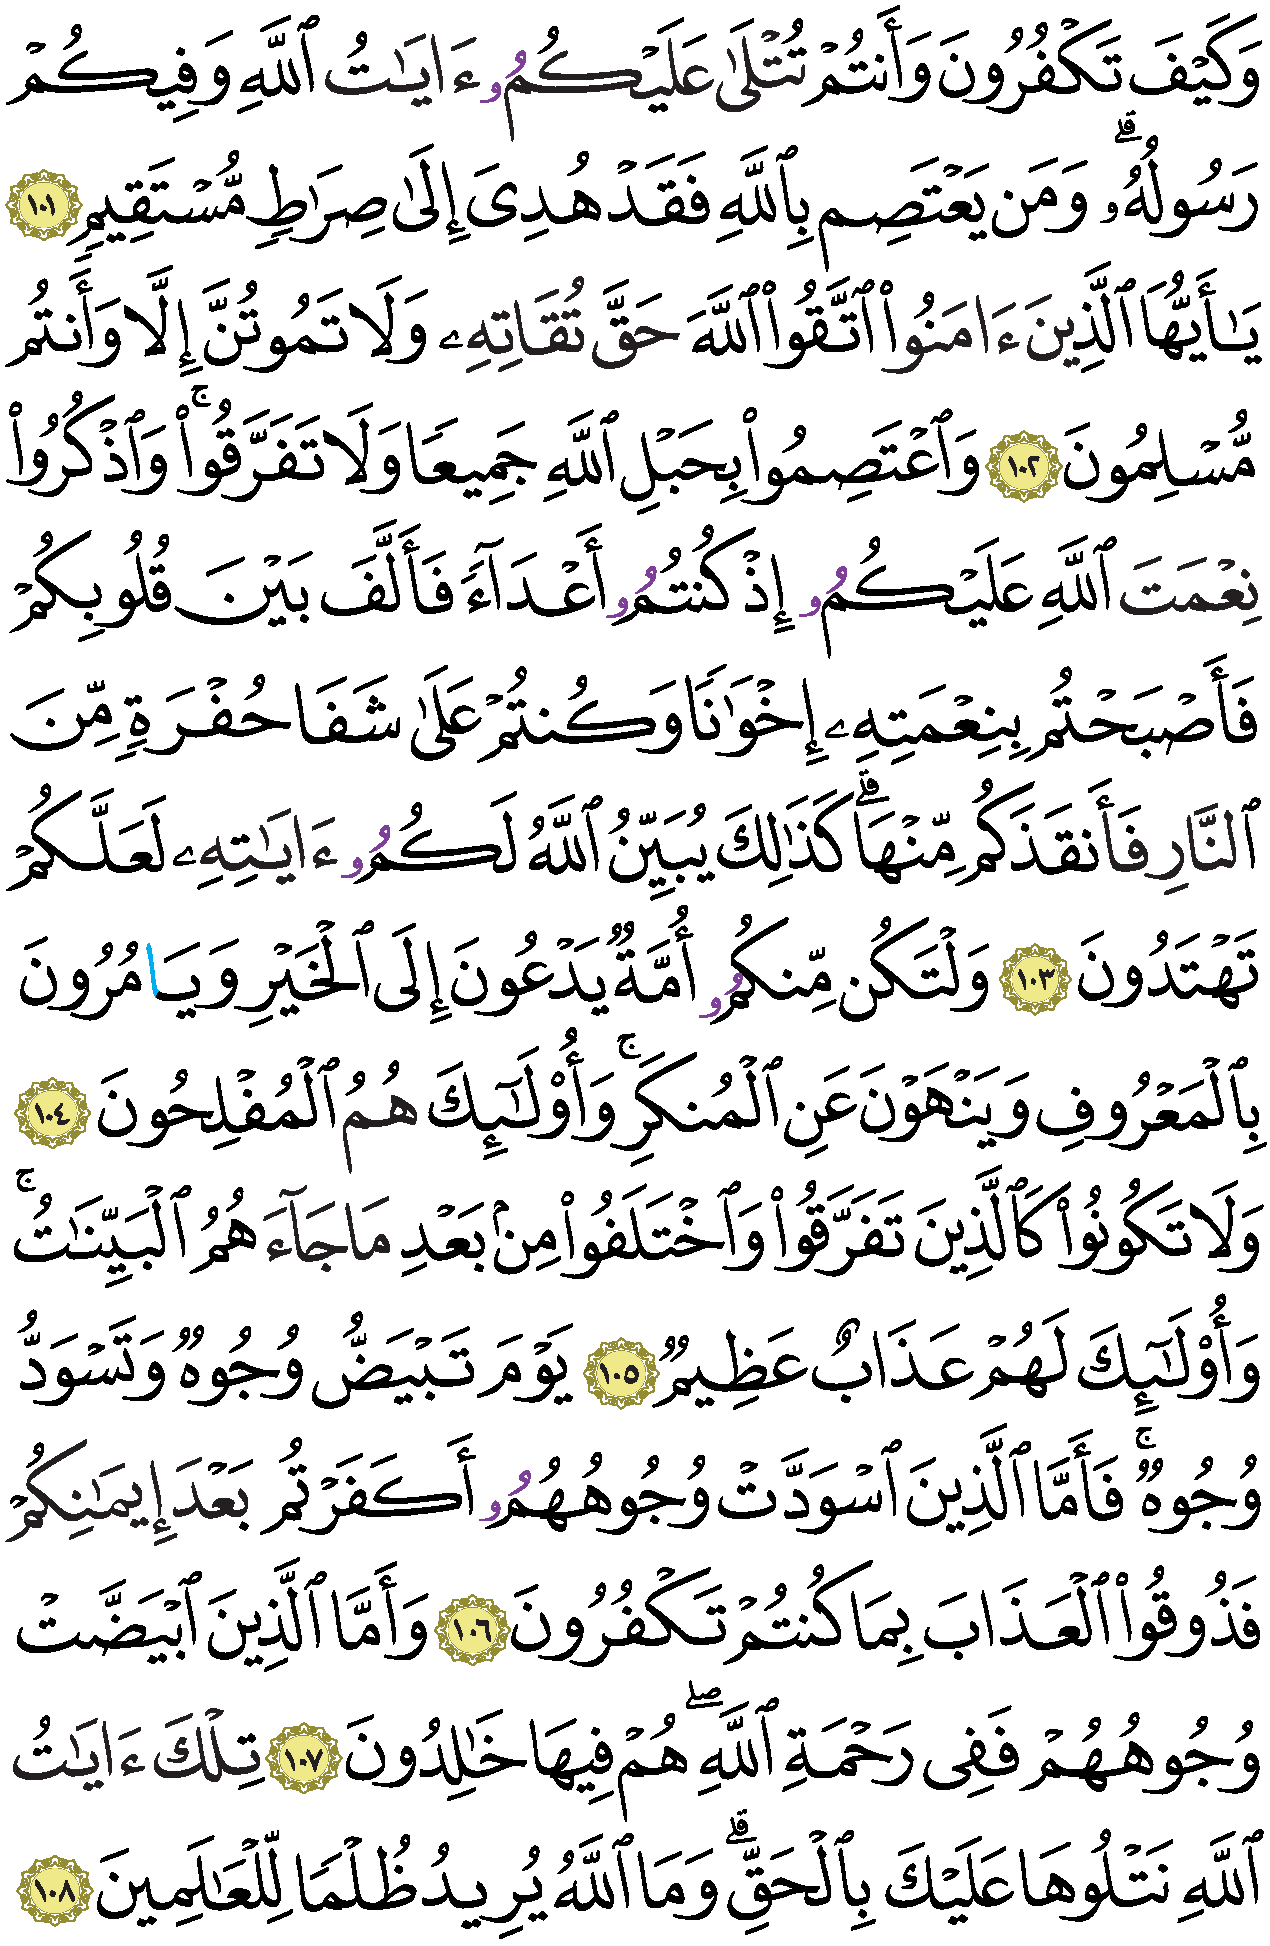 وَكَيْفَ تَكْفُرُونَ وَأَنتُمْ تُتْلَىٰ عَلَيْكُمُۥ ءَايَٰتُ ٱللَّهِ وَفِيكُمْ
رَسُولُهُۥ ۗ وَمَن يَعْتَصِم بِٱللَّهِ فَقَدْ هُدِىَ إِلَىٰ صِرَٰطٍ مُّسْتَقِيمٍ ١٠١
يَٰأَيُّهَا ٱلَّذِينَ ءَامَنُوا۟ ٱتَّقُوا۟ ٱللَّهَ حَقَّ تُقَاتِهِۦ وَلَا تَمُوتُنَّ إِلَّا وَأَنتُم
مُّسْلِمُونَ ١٠٢ وَٱعْتَصِمُوا۟ بِحَبْلِ ٱللَّهِ جَمِيعًا وَلَا تَفَرَّقُوا۟ ۚ وَٱذْكُرُوا۟
نِعْمَتَ ٱللَّهِ عَلَيْكُمُۥ إِذْ كُنتُمُۥ أَعْدَآءً فَأَلَّفَ بَيْنَ قُلُوبِكُمْ
فَأَصْبَحْتُم بِنِعْمَتِهِۦ إِخْوَٰنًا وَكُنتُمْ عَلَىٰ شَفَا حُفْرَةٍ مِّنَ
ٱلنَّارِ فَأَنقَذَكُم مِّنْهَا ۗ كَذَٰلِكَ يُبَيِّنُ ٱللَّهُ لَكُمُۥ ءَايَٰتِهِۦ لَعَلَّكُمْ
تَهْتَدُونَ ١٠٣ وَلْتَكُن مِّنكُمُۥ أُمَّةٌ يَدْعُونَ إِلَى ٱلْخَيْرِ وَيَامُرُونَ
بِٱلْمَعْرُوفِ وَيَنْهَوْنَ عَنِ ٱلْمُنكَرِ ۚ وَأُو۟لَٰٓئِكَ هُمُ ٱلْمُفْلِحُونَ ١٠٤
وَلَا تَكُونُوا۟ كَٱلَّذِينَ تَفَرَّقُوا۟ وَٱخْتَلَفُوا۟ مِنۢ بَعْدِ مَا جَآءَهُمُ ٱلْبَيِّنَٰتُ ۚ
وَأُو۟لَٰٓئِكَ لَهُمْ عَذَابٌ عَظِيمٌ ١٠٥ يَوْمَ تَبْيَضُّ وُجُوهٌ وَتَسْوَدُّ
وُجُوهٌ ۚ فَأَمَّا ٱلَّذِينَ ٱسْوَدَّتْ وُجُوهُهُمُۥ أَكَفَرْتُم بَعْدَ إِيمَٰنِكُمْ
فَذُوقُوا۟ ٱلْعَذَابَ بِمَا كُنتُمْ تَكْفُرُونَ ١٠٦ وَأَمَّا ٱلَّذِينَ ٱبْيَضَّتْ
وُجُوهُهُمْ فَفِى رَحْمَةِ ٱللَّهِ ۖ هُمْ فِيهَا خَٰلِدُونَ ١٠٧ تِلْكَ ءَايَٰتُ
ٱللَّهِ نَتْلُوهَا عَلَيْكَ بِٱلْحَقِّ ۗ وَمَا ٱللَّهُ يُرِيدُ ظُلْمًا لِّلْعَٰلَمِينَ ١٠٨